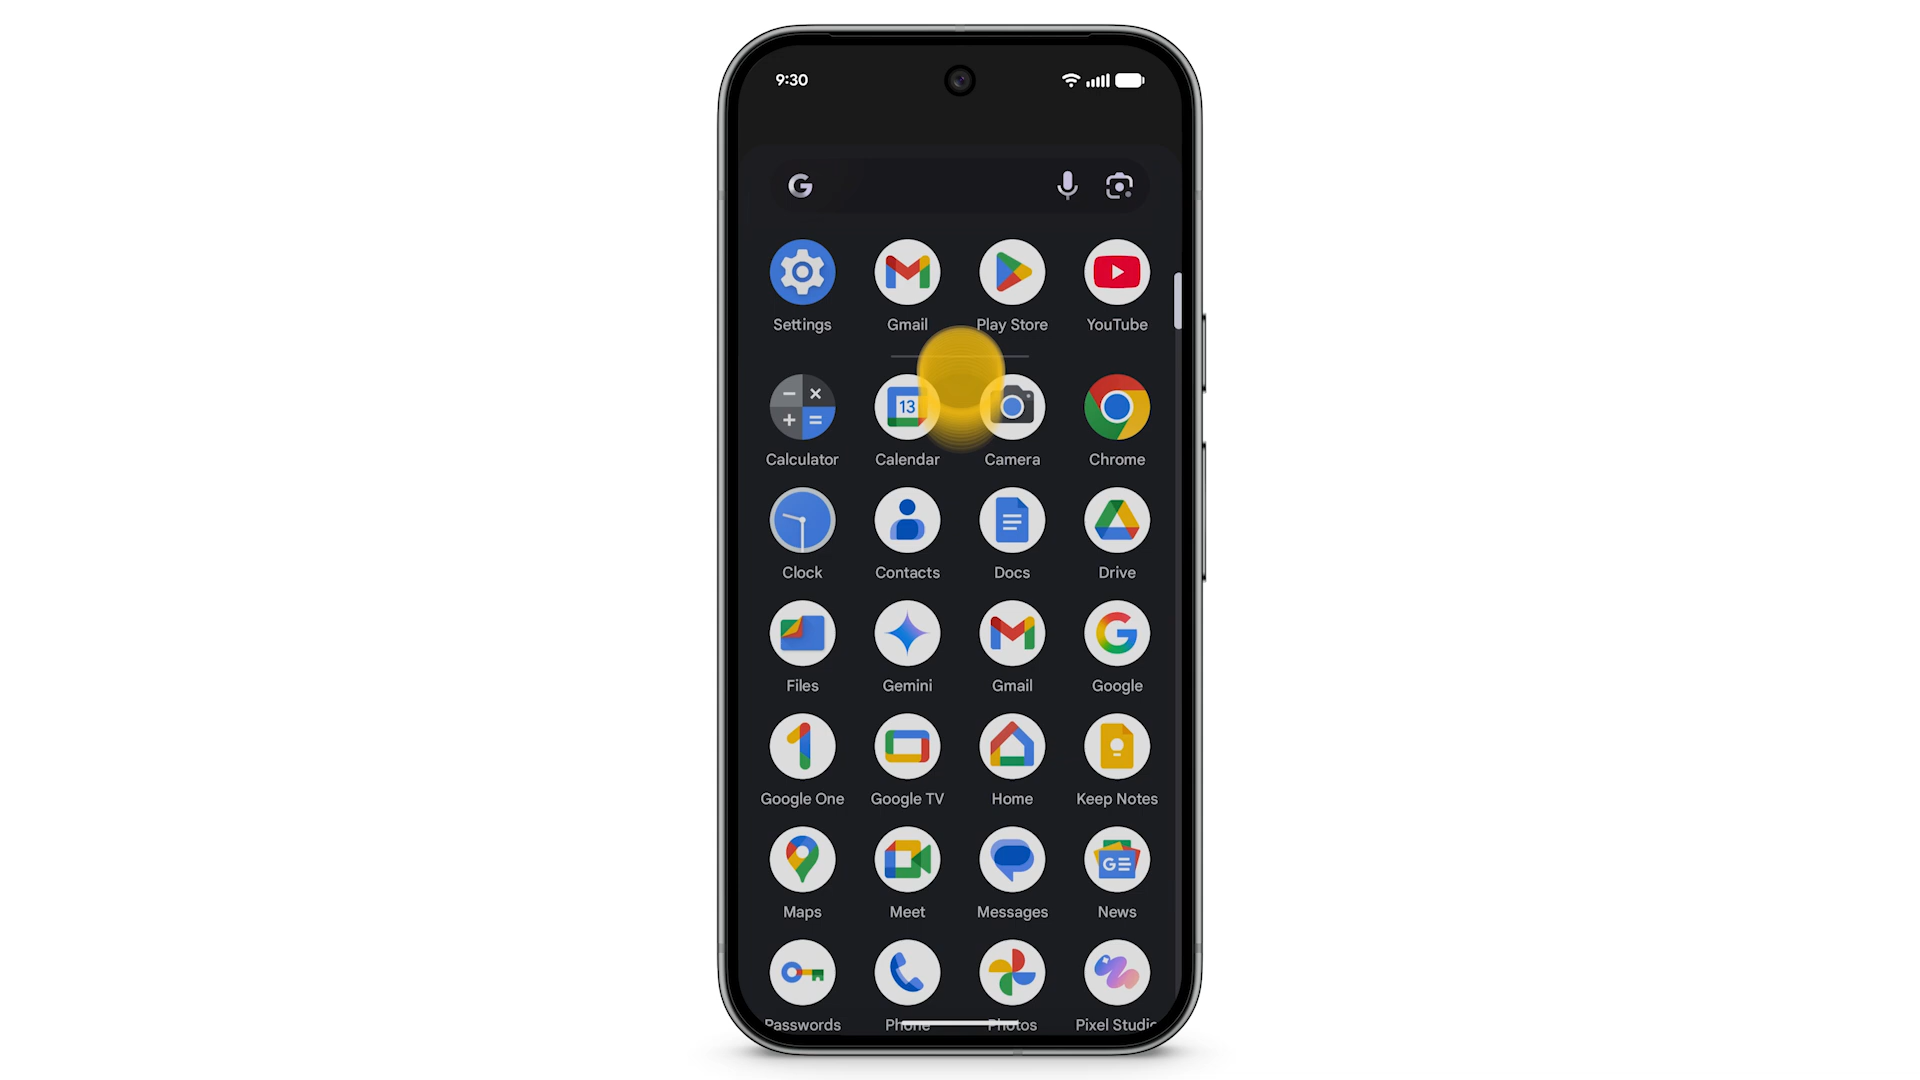 9:30
Settings Gmail Play Store YouTube
13
Calculator Calendar Camera Chrome
Clock Contacts Docs Drive
Files Gemini Gmail Google
Google One Google TV Home Keep Notes
Maps Meet Messages News
Passwords Phone Photos Pixel Studio